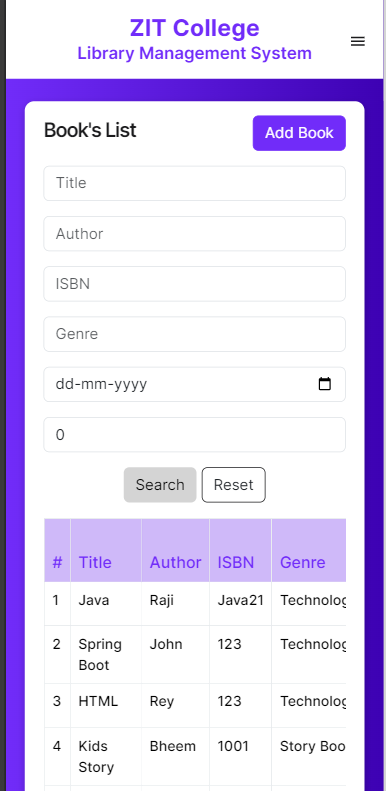 ZIT College
Library Management System
Book's List
Add Book
Title
Author
ISBN
Genre
dd-mm-yyyy
0
Search Reset
# Title Author ISBN Genre
1 Java Raji Java21 Technolog
2 Spring Boot John 123 Technolog
3 HTML Rey 123 Technolog
4 Kids Story Bheem 1001 Story Boo